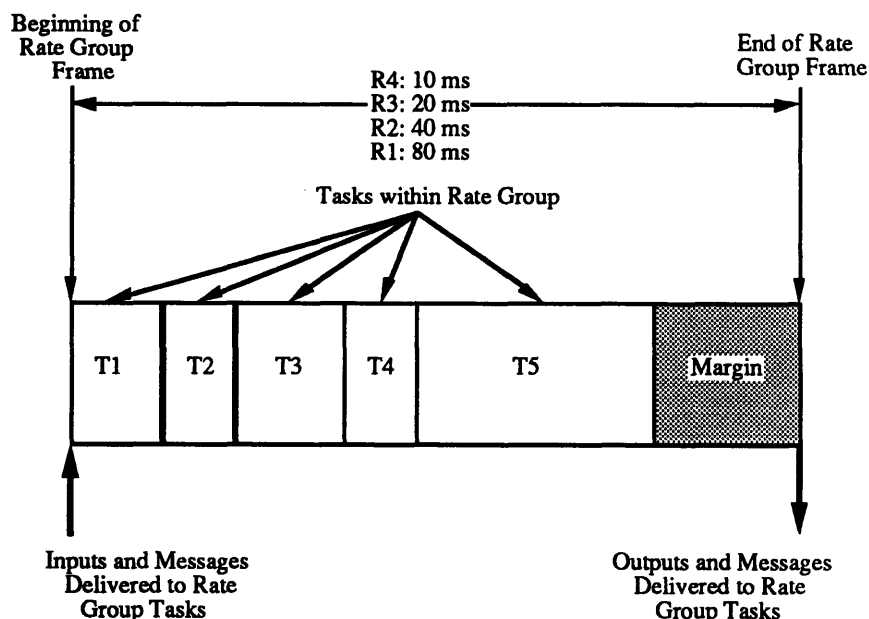 Beginning of
Rate Group
Frame
End of Rate
Group Frame
R4: 10 ms
R3: 20 ms
R2: 40 ms
R1: 80 ms
Tasks within Rate Group
T1
T2
T3
T4
T5
Margin
Inputs and Messages
Delivered to Rate
Group Tasks
Outputs and Messages
Delivered to Rate
Group Tasks